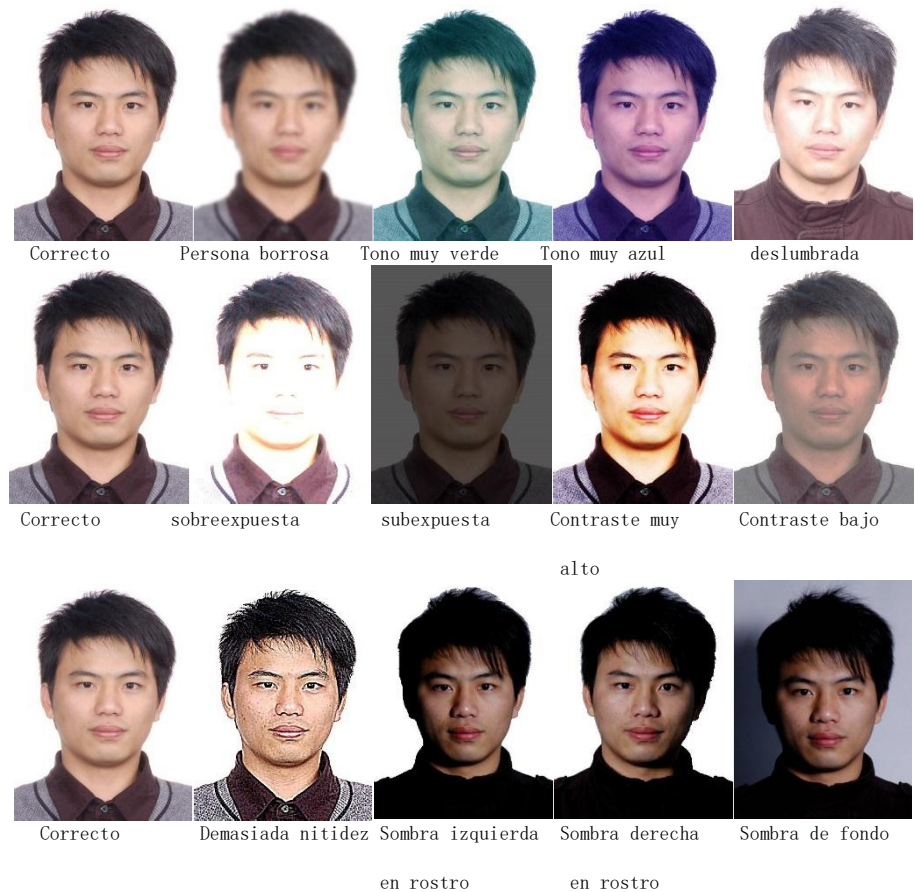 Correcto Persona borrosa Tono muy verde Tono muy azul deslumbrada
Correcto sobreexpuesta subexpuesta Contraste muy Contraste bajo
alto
Correcto Demasiada nitidez Sombra izquierda Sombra derecha Sombra de fondo
en rostro en rostro